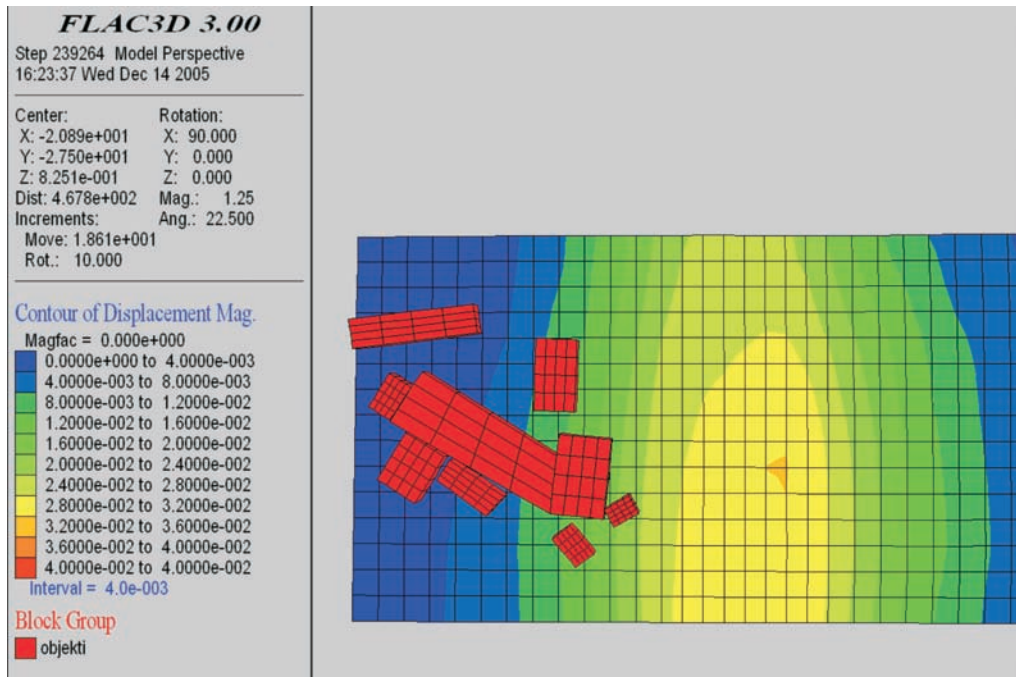 FLAC3D 3.00
Step 239264 Model Perspective
16:23:37 Wed Dec 14 2005
Center: Rotation:
X: -2.089e+001 X: 90.000
Y: -2.750e+001 Y: 0.000
Z: 8.251e-001 Z: 0.000
Dist: 4.678e+002 Mag.: 1.25
Increments: Ang.: 22.500
Move: 1.861e+001
Rot.: 10.000
Contour of Displacement Mag.
Magfac = 0.000e+000
0.0000e+000 to 4.0000e-003
4.0000e-003 to 8.0000e-003
8.0000e-003 to 1.2000e-002
1.2000e-002 to 1.6000e-002
1.6000e-002 to 2.0000e-002
2.0000e-002 to 2.4000e-002
2.4000e-002 to 2.8000e-002
2.8000e-002 to 3.2000e-002
3.2000e-002 to 3.6000e-002
3.6000e-002 to 4.0000e-002
4.0000e-002 to 4.0000e-002
Interval = 4.0e-003
Block Group
objekti